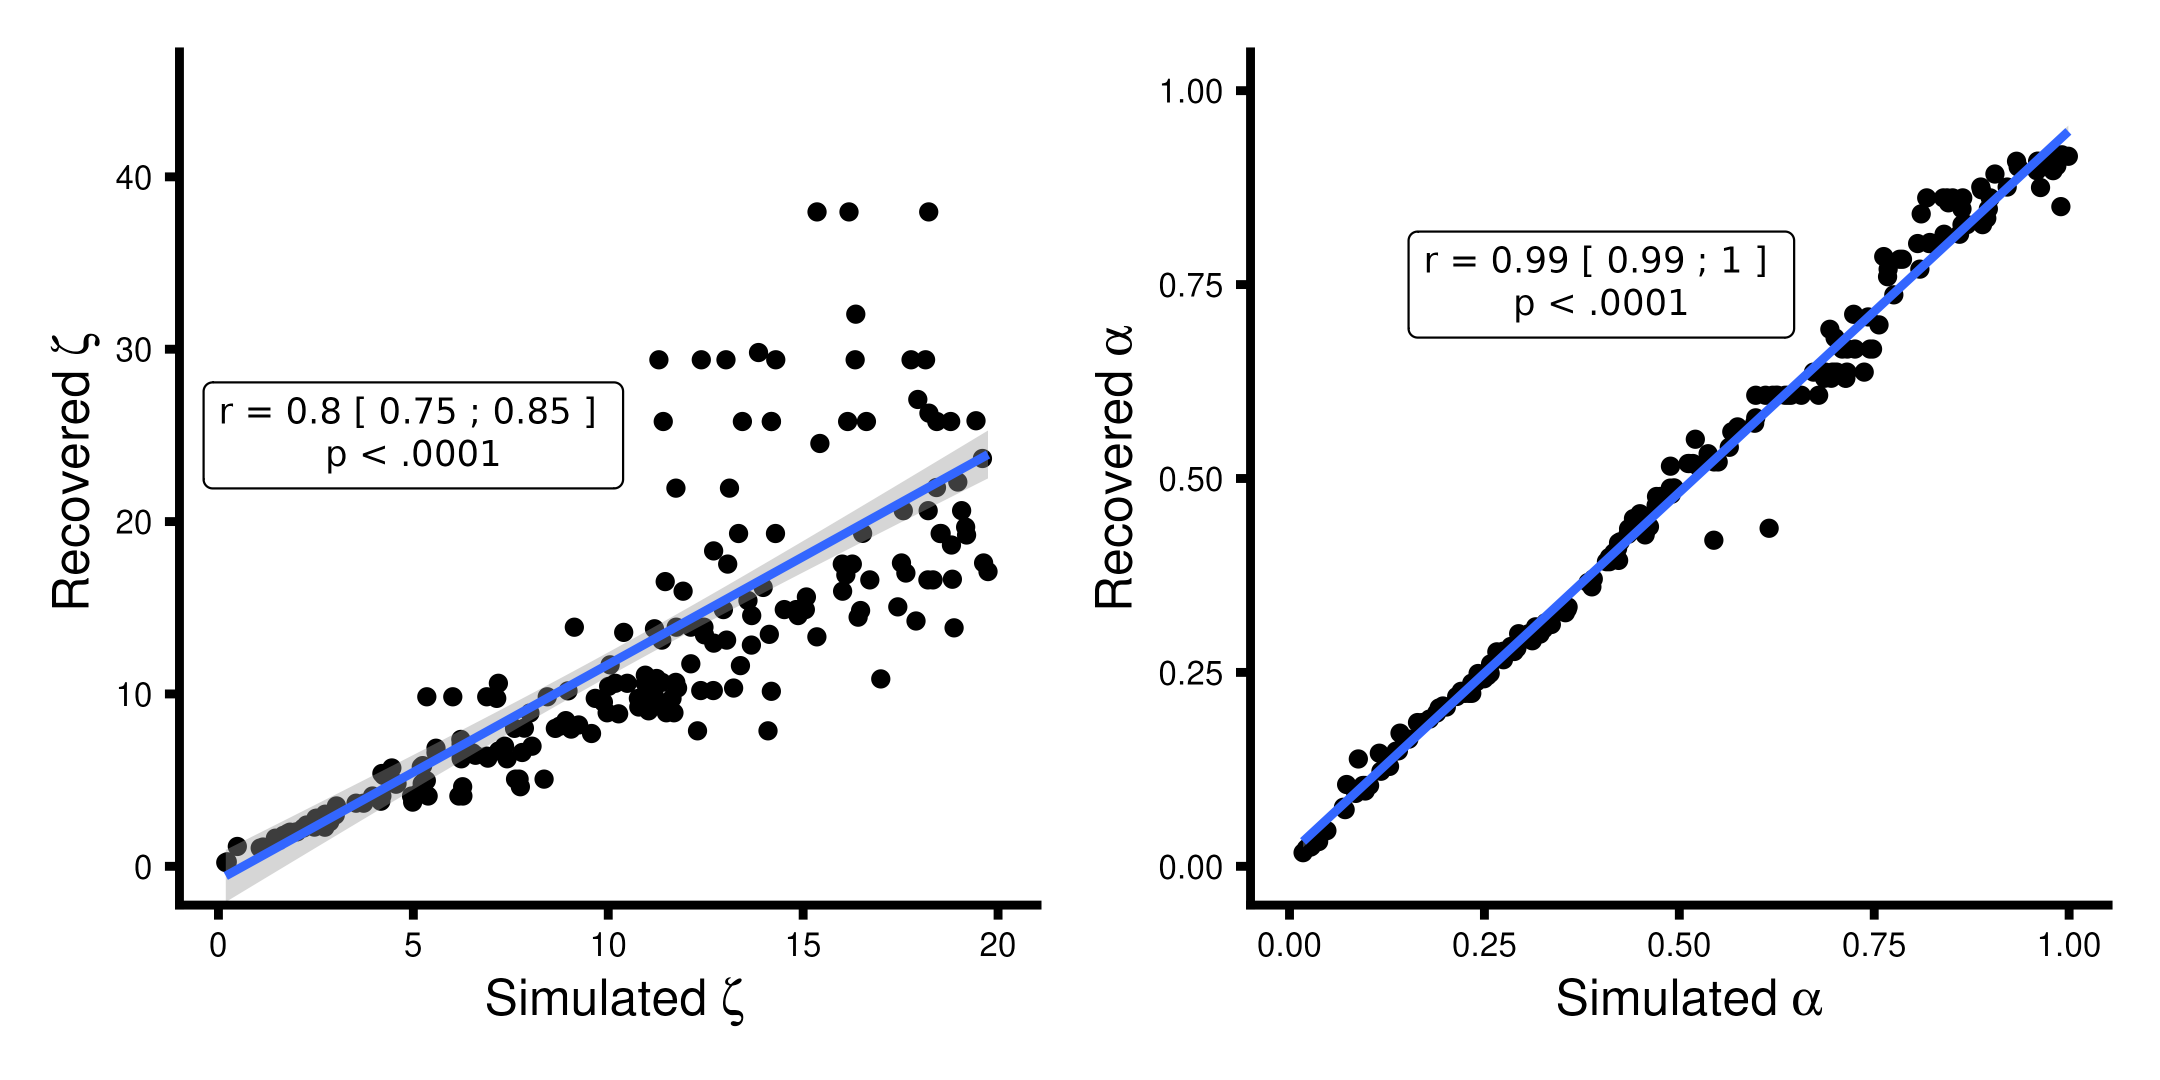 Recovered ζ
40
30
20
10
0
r = 0.8 [ 0.75 ; 0.85 ]
p < .0001
0 5 10 15 20
Simulated ζ
Recovered α
1.00
0.75
0.50
0.25
0.00
r = 0.99 [ 0.99 ; 1 ]
p < .0001
0.00 0.25 0.50 0.75 1.00
Simulated α